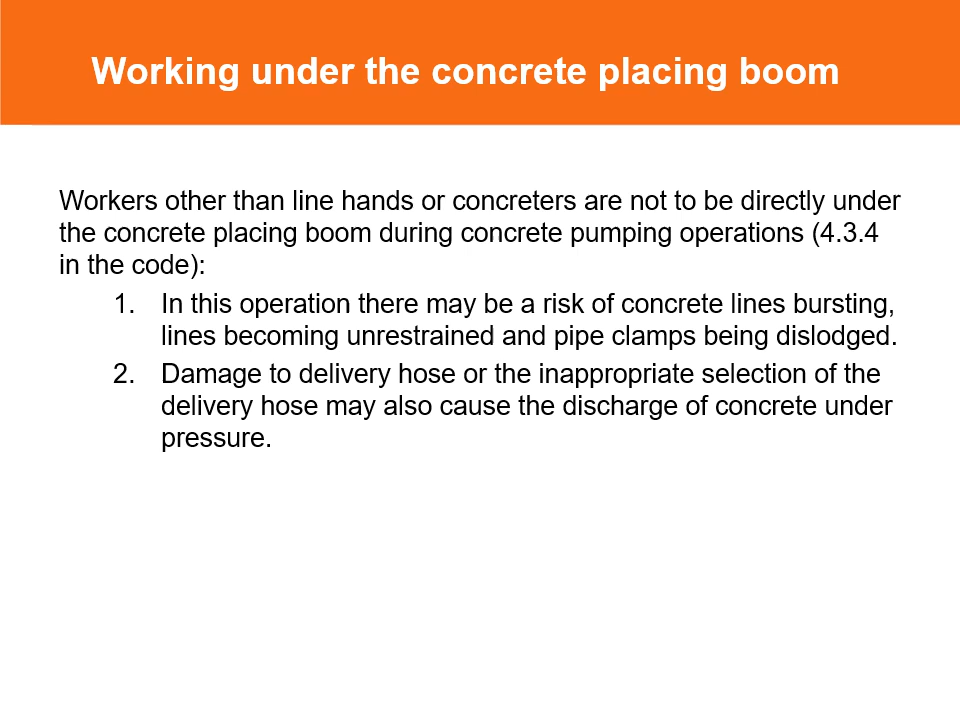 Working under the concrete placing boom
Workers other than line hands or concreters are not to be directly under
the concrete placing boom during concrete pumping operations (4.3.4
in the code):
1. In this operation there may be a risk of concrete lines bursting,
lines becoming unrestrained and pipe clamps being dislodged.
2. Damage to delivery hose or the inappropriate selection of the
delivery hose may also cause the discharge of concrete under
pressure.